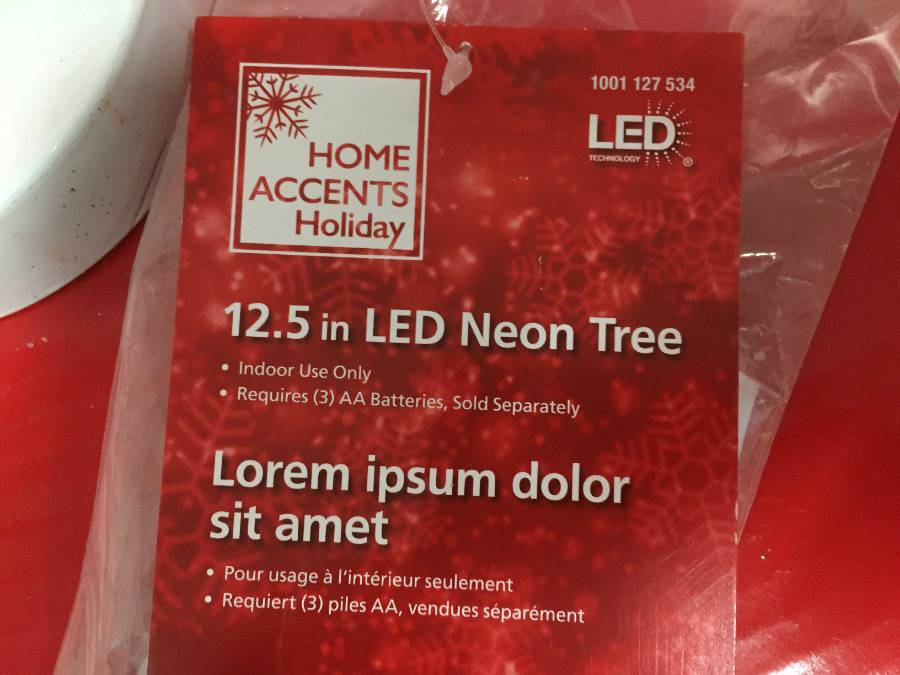 HOME
ACCENTS
Holiday
1001 127 534
LED
TECHNOLOGY ®
12.5 in LED Neon Tree
• Indoor Use Only
• Requires (3) AA Batteries, Sold Separately
Lorem ipsum dolor
sit amet
• Pour usage à l'intérieur seulement
• Requiert (3) piles AA, vendues séparément